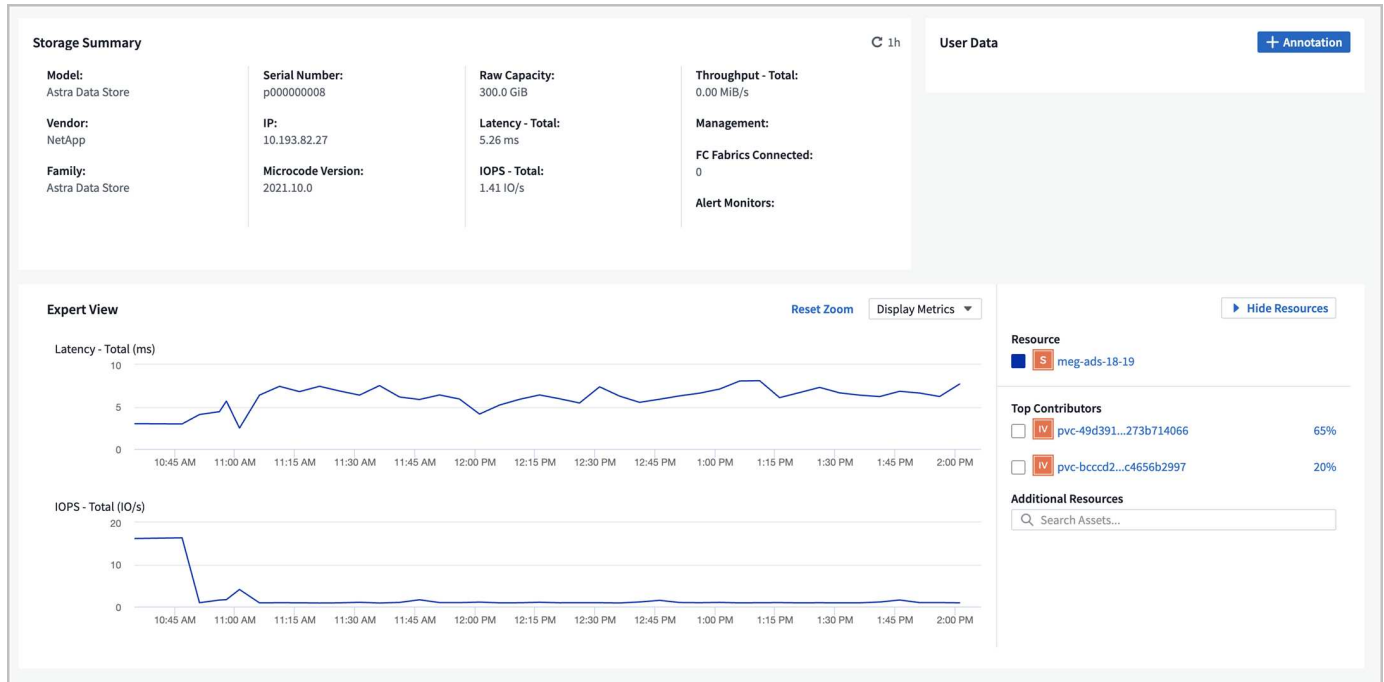 Storage Summary
1h
Model:
Astra Data Store
Vendor:
NetApp
Family:
Astra Data Store
Serial Number:
p000000008
IP:
10.193.82.27
Microcode Version:
2021.10.0
Raw Capacity:
300.0 GiB
Latency - Total:
5.26 ms
IOPS - Total:
1.41 IO/s
Throughput - Total:
0.00 MiB/s
Management:
FC Fabrics Connected:
0
Alert Monitors:
User Data
+ Annotation
Expert View
Reset Zoom
Display Metrics
Latency - Total (ms)
10
5
0
10:45 AM 11:00 AM 11:15 AM 11:30 AM 11:45 AM 12:00 PM 12:15 PM 12:30 PM 12:45 PM 1:00 PM 1:15 PM 1:30 PM 1:45 PM 2:00 PM
IOPS - Total (IO/s)
20
10
0
10:45 AM 11:00 AM 11:15 AM 11:30 AM 11:45 AM 12:00 PM 12:15 PM 12:30 PM 12:45 PM 1:00 PM 1:15 PM 1:30 PM 1:45 PM 2:00 PM
Hide Resources
Resource
S meg-ads-18-19
Top Contributors
IV pvc-49d391...273b714066 65%
IV pvc-bcccd2...c4656b2997 20%
Additional Resources
Search Assets...